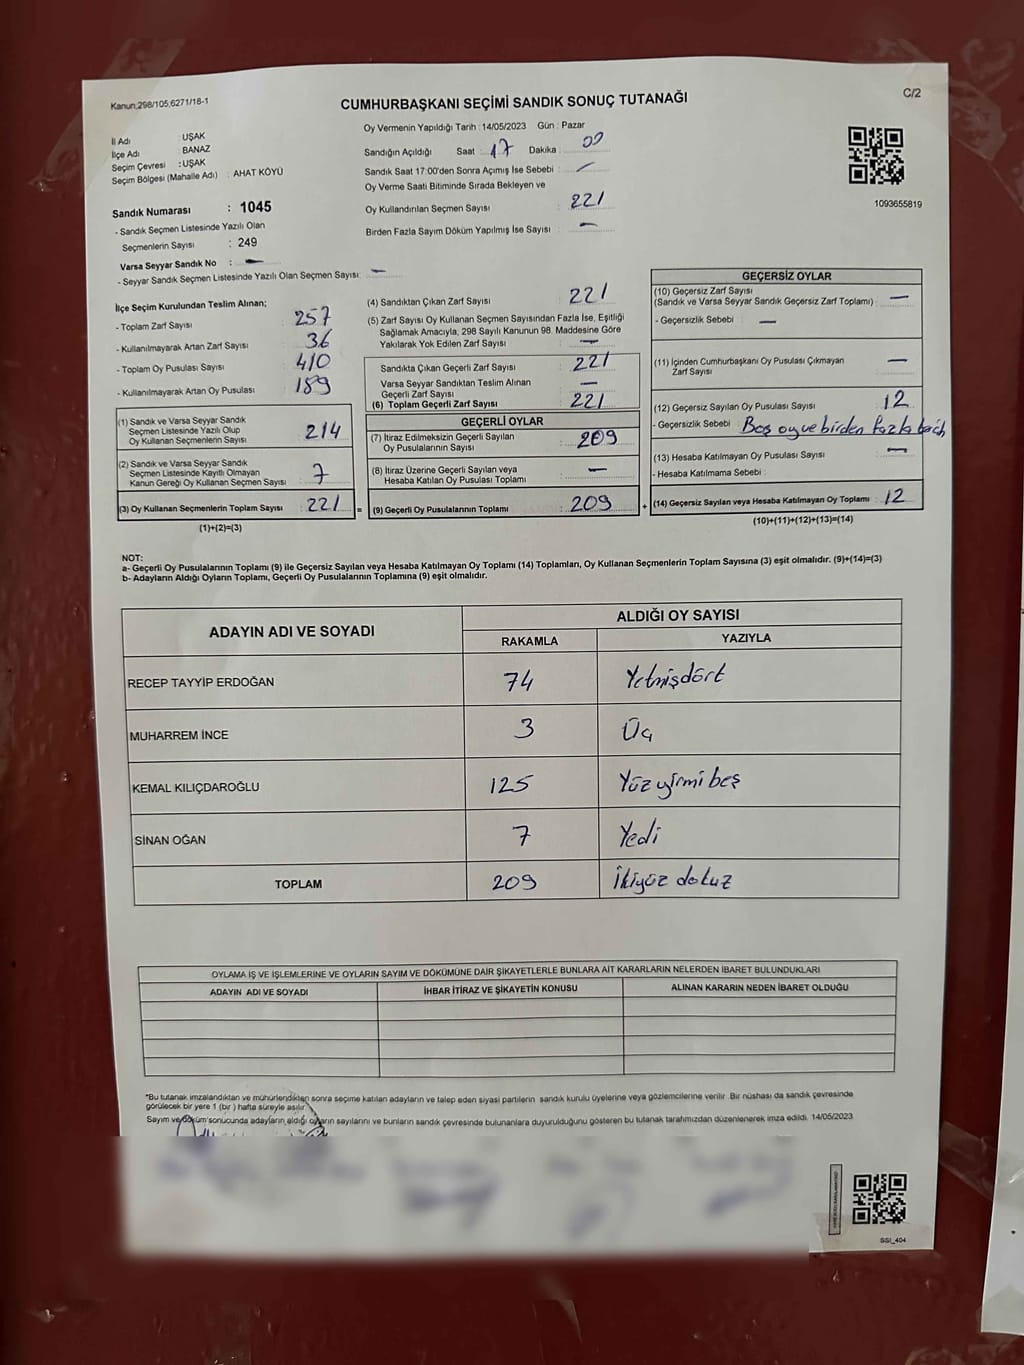 Kanun;298/105,6271/18-1
CUMHURBAŞKANI SEÇİMİ SANDIK SONUÇ TUTANAĞI
C/2
İl Adı : UŞAK
İlçe Adı : BANAZ
Seçim Çevresi : UŞAK
Seçim Bölgesi (Mahalle Adı) : AHAT KÖYÜ
Sandık Numarası : 1045
- Sandık Seçmen Listesinde Yazılı Olan
Seçmenlerin Sayısı : 249
Varsa Seyyar Sandık No : —
- Seyyar Sandık Seçmen Listesinde Yazılı Olan Seçmen Sayısı: —
Oy Vermenin Yapıldığı Tarih : 14/05/2023 Gün : Pazar
Sandığın Açıldığı Saat : 17 Dakika : 00
Sandık Saat 17:00'den Sonra Açımış İse Sebebi : —
Oy Verme Saati Bitiminde Sırada Bekleyen ve
Oy Kullandırılan Seçmen Sayısı : 221
Birden Fazla Sayım Döküm Yapılmış İse Sayısı : —
1093655819
İlçe Seçim Kurulundan Teslim Alınan;
- Toplam Zarf Sayısı : 257
- Kullanılmayarak Artan Zarf Sayısı : 36
- Toplam Oy Pusulası Sayısı : 410
- Kullanılmayarak Artan Oy Pusulası : 189
(1) Sandık ve Varsa Seyyar Sandık
Seçmen Listesinde Yazılı Olup
Oy Kullanan Seçmenlerin Sayısı : 214
(2) Sandık ve Varsa Seyyar Sandık
Seçmen Listesinde Kayıtlı Olmayan
Kanun Gereği Oy Kullanan Seçmen Sayısı : 7
(3) Oy Kullanan Seçmenlerin Toplam Sayısı : 221 =
(1)+(2)=(3)
(4) Sandıktan Çıkan Zarf Sayısı : 221
(5) Zarf Sayısı Oy Kullanan Seçmen Sayısından Fazla İse, Eşitliği
Sağlamak Amacıyla, 298 Sayılı Kanunun 98. Maddesine Göre
Yakılarak Yok Edilen Zarf Sayısı : —
Sandıkta Çıkan Geçerli Zarf Sayısı : 221
Varsa Seyyar Sandıktan Teslim Alınan
Geçerli Zarf Sayısı : —
(6) Toplam Geçerli Zarf Sayısı : 221
GEÇERLİ OYLAR
(7) İtiraz Edilmeksizin Geçerli Sayılan
Oy Pusulalarının Sayısı : 209
(8) İtiraz Üzerine Geçerli Sayılan veya
Hesaba Katılan Oy Pusulası Toplamı : —
(9) Geçerli Oy Pusulalarının Toplamı : 209 +
GEÇERSİZ OYLAR
(10) Geçersiz Zarf Sayısı
(Sandık ve Varsa Seyyar Sandık Geçersiz Zarf Toplamı) : —
- Geçersizlik Sebebi : —
(11) İçinden Cumhurbaşkanı Oy Pusulası Çıkmayan
Zarf Sayısı : —
(12) Geçersiz Sayılan Oy Pusulası Sayısı : 12
- Geçersizlik Sebebi : Boş oy ve birden fazla
(13) Hesaba Katılmayan Oy Pusulası Sayısı : —
- Hesaba Katılmama Sebebi :
(14) Geçersiz Sayılan veya Hesaba Katılmayan Oy Toplamı : 12
(10)+(11)+(12)+(13)=(14)
NOT:
a- Geçerli Oy Pusulalarının Toplamı (9) ile Geçersiz Sayılan veya Hesaba Katılmayan Oy Toplamı (14) Toplamları, Oy Kullanan Seçmenlerin Toplam Sayısına (3) eşit olmalıdır. (9)+(14)=(3)
b- Adayların Aldığı Oyların Toplamı, Geçerli Oy Pusulalarının Toplamına (9) eşit olmalıdır.
ADAYIN ADI VE SOYADI
ALDIĞI OY SAYISI
RAKAMLA YAZIYLA
RECEP TAYYİP ERDOĞAN 74 Yetmişdört
MUHARREM İNCE 3 Üç
KEMAL KILIÇDAROĞLU 125 Yüz yirmi beş
SİNAN OĞAN 7 Yedi
TOPLAM 209 İkiyüz dokuz
OYLAMA İŞ VE İŞLEMLERİNE VE OYLARIN SAYIM VE DÖKÜMÜNE DAİR ŞİKAYETLERLE BUNLARA AİT KARARLARIN NELERDEN İBARET BULUNDUKLARI
ADAYIN ADI VE SOYADI İHBAR İTİRAZ VE ŞİKAYETİN KONUSU ALINAN KARARIN NEDEN İBARET OLDUĞU
*Bu tutanak imzalandıktan ve mühürlendikten sonra seçime katılan adayların ve talep eden siyasi partilerin sandık kurulu üyelerine veya gözlemcilerine verilir. Bir nüshası da sandık çevresinde
görülecek bir yere 1 (bir) hafta süreyle asılır.
Sayım ve döküm sonucunda adayların aldığı oyların sayılarını ve bunların sandık çevresinde bulunanlara duyurulduğunu gösteren bu tutanak tarafımızdan düzenlenerek imza edildi. 14/05/2023
SSI_404